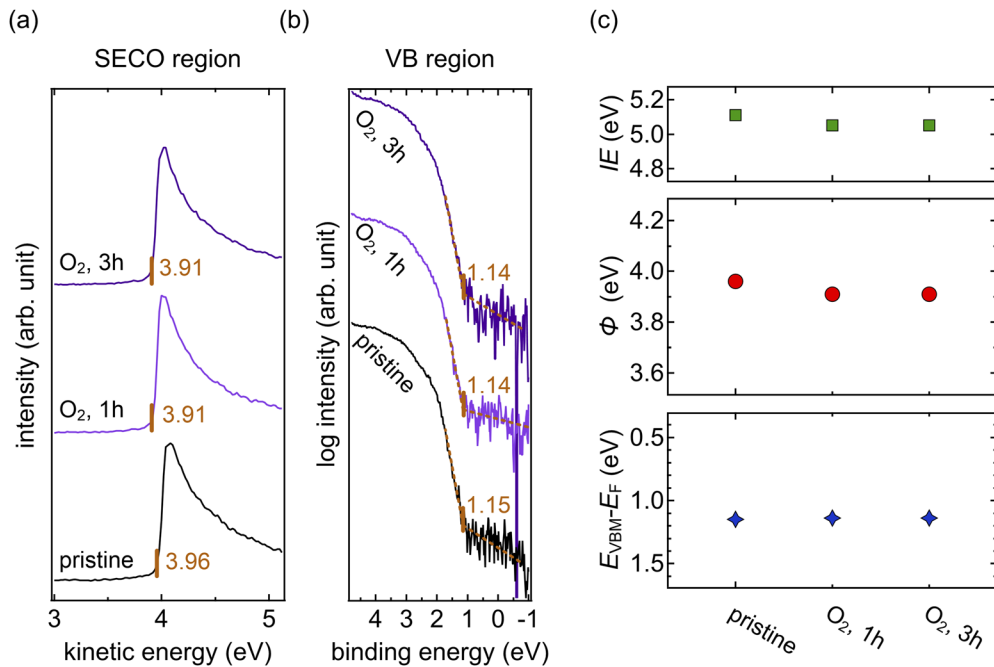 (a)
SECO region
intensity (arb. unit)
O₂, 3h
3.91
O₂, 1h
3.91
pristine
3.96
3 4 5
kinetic energy (eV)
(b)
VB region
log intensity (arb. unit)
O₂, 3h
1.14
O₂, 1h
1.14
pristine
1.15
4 3 2 1 0 -1
binding energy (eV)
(c)
IE (eV)
5.2
5.0
4.8
Φ (eV)
4.2
4.0
3.8
3.6
E_VBM-E_F (eV)
0.5
1.0
1.5
pristine
O₂, 1h
O₂, 3h